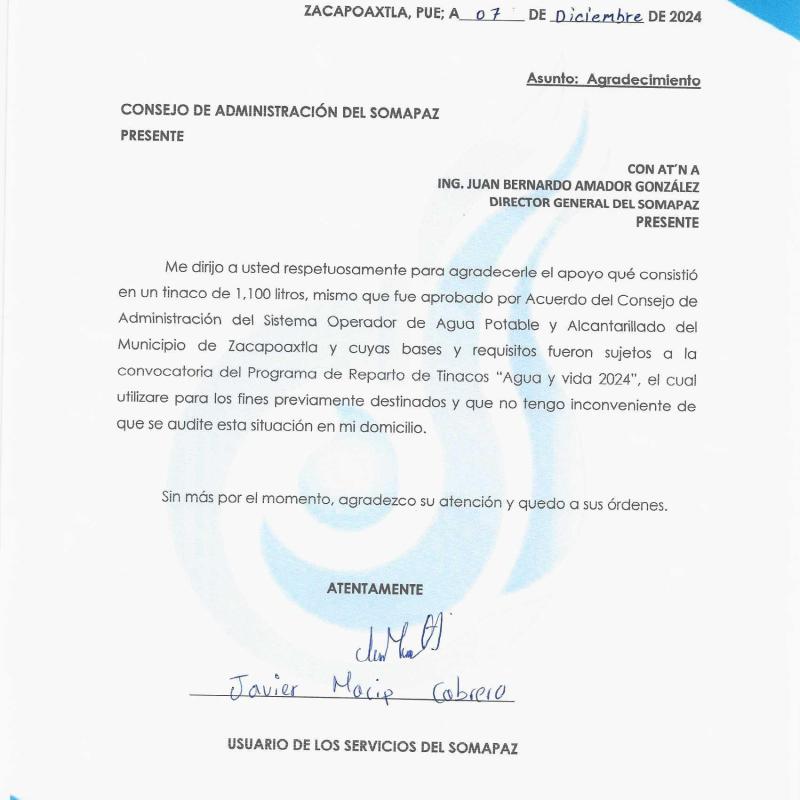 ZACAPOAXTLA, PUE; A 07 DE Diciembre DE 2024
Asunto: Agradecimiento
CONSEJO DE ADMINISTRACIÓN DEL SOMAPAZ
PRESENTE
CON AT´N A
ING. JUAN BERNARDO AMADOR GONZÁLEZ
DIRECTOR GENERAL DEL SOMAPAZ
PRESENTE
Me dirijo a usted respetuosamente para agradecerle el apoyo qué consistió
en un tinaco de 1,100 litros, mismo que fue aprobado por Acuerdo del Consejo de
Administración del Sistema Operador de Agua Potable y Alcantarillado del
Municipio de Zacapoaxtla y cuyas bases y requisitos fueron sujetos a la
convocatoria del Programa de Reparto de Tinacos “Agua y vida 2024”, el cual
utilizare para los fines previamente destinados y que no tengo inconveniente de
que se audite esta situación en mi domicilio.
Sin más por el momento, agradezco su atención y quedo a sus órdenes.
ATENTAMENTE
Javier Macip Cabrera
USUARIO DE LOS SERVICIOS DEL SOMAPAZ